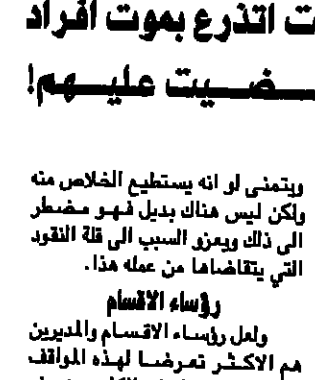 ت اتذرع بموت افراد
ـضـيت عليهم!
ويتمنى لو انه يستطيع الخلاص منه
ولكن ليس هناك بديل فهو مضطر
الى ذلك ويعزو السبب الى قلة النقود
التي يتقاضاها من عمله هذا.
رؤساء الاقسام
ولعل رؤساء الاقسام والمديرين
هم الاكثر تعرضا لهذه المواقف